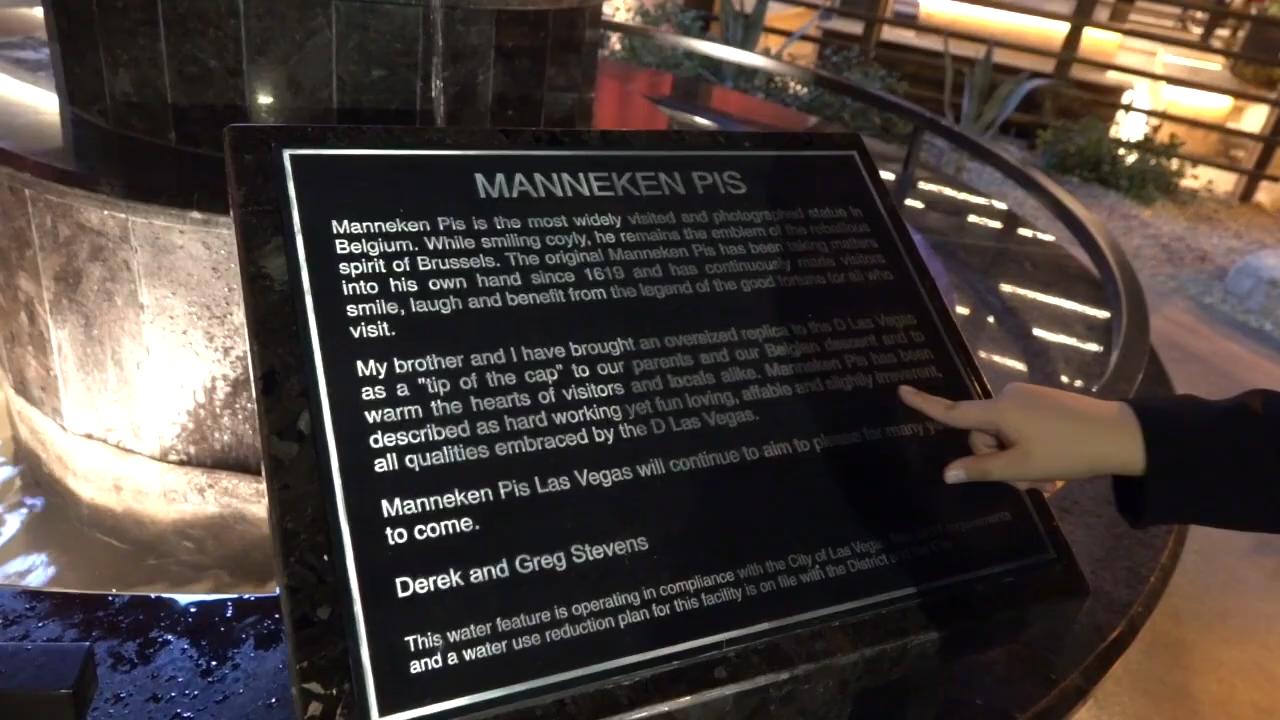 MANNEKEN PIS
Manneken Pis is the most widely visited and photographed statue in
Belgium. While smiling coyly, he remains the emblem of the rebellious
spirit of Brussels. The original Manneken Pis has been taking matters
into his own hand since 1619 and has continuously made visitors
smile, laugh and benefit from the legend of the good fortune for all who
visit.
My brother and I have brought an oversized replica to the D Las Vegas
as a "tip of the cap" to our parents and our Belgian descent and to
warm the hearts of visitors and locals alike. Manneken Pis has been
described as hard working yet fun loving, affable and slightly irreverent,
all qualities embraced by the D Las Vegas.
Manneken Pis Las Vegas will continue to aim to please for many
to come.
Derek and Greg Stevens
This water feature is operating in compliance with the City of Las Vegas requirements
and a water use reduction plan for this facility is on file with the District